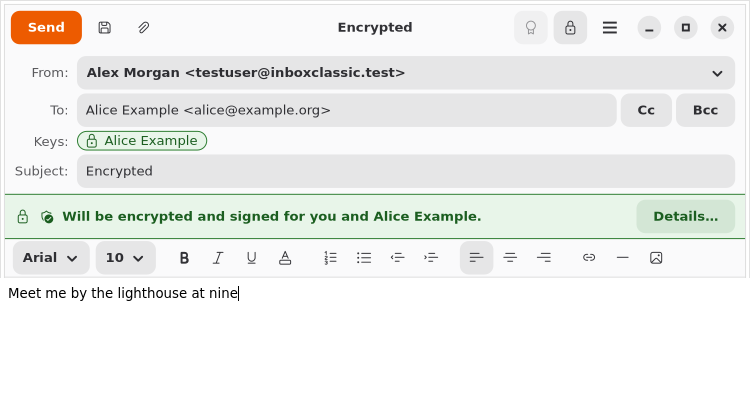 Send
Encrypted
From: Alex Morgan <testuser@inboxclassic.test>
To: Alice Example <alice@example.org> Cc Bcc
Keys: Alice Example
Subject: Encrypted
Will be encrypted and signed for you and Alice Example. Details...
Arial 10 B I U A
Meet me by the lighthouse at nine